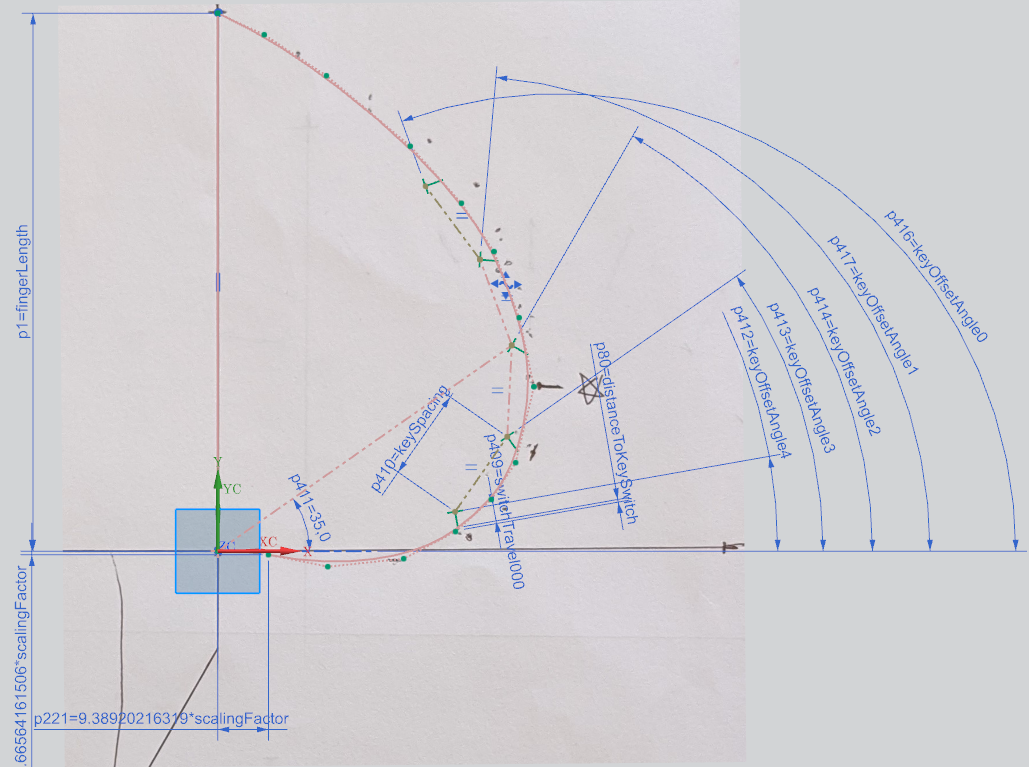 p1=fingerLength
p416=keyOffsetAngle0
p417=keyOffsetAngle1
p414=keyOffsetAngle2
p413=keyOffsetAngle3
p412=keyOffsetAngle4
p80=distanceToKeySwitch
p410=keySpacing
p409=switchTravel000
p411=35.0
Y
YC
ZC
XC
X
.66564161506*scalingFactor
p221=9.38920216319*scalingFactor